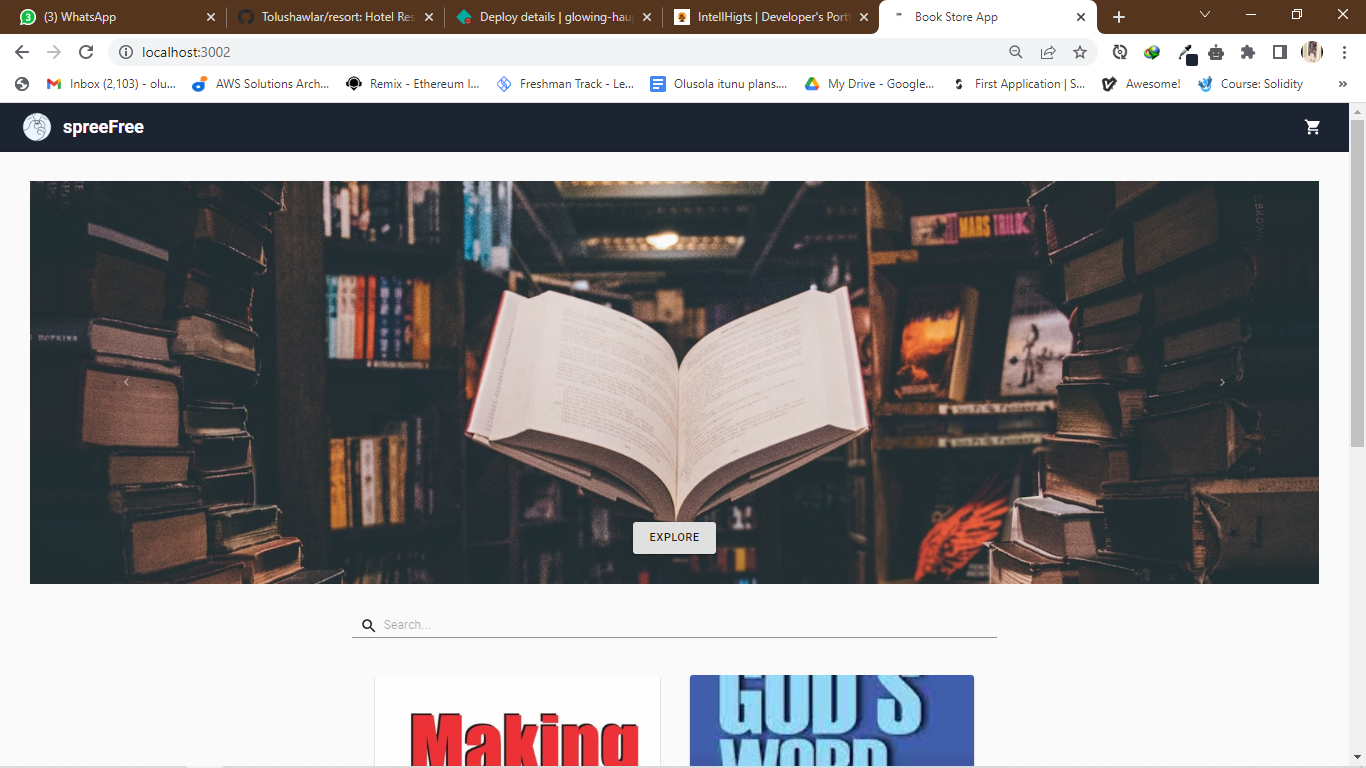 (3) WhatsApp
Tolushawlar/resort: Hotel Res
Deploy details | glowing-hau
IntellHigts | Developer's Port
Book Store App
localhost:3002
Inbox (2,103) - olu...
AWS Solutions Arch...
Remix - Ethereum I...
Freshman Track - Le...
Olusola itunu plans....
My Drive - Google...
First Application | S...
Awesome!
Course: Solidity
spreeFree
MARS TRILO
HOPKINS
EXPLORE
Search...
Making
GOD'S
WORD